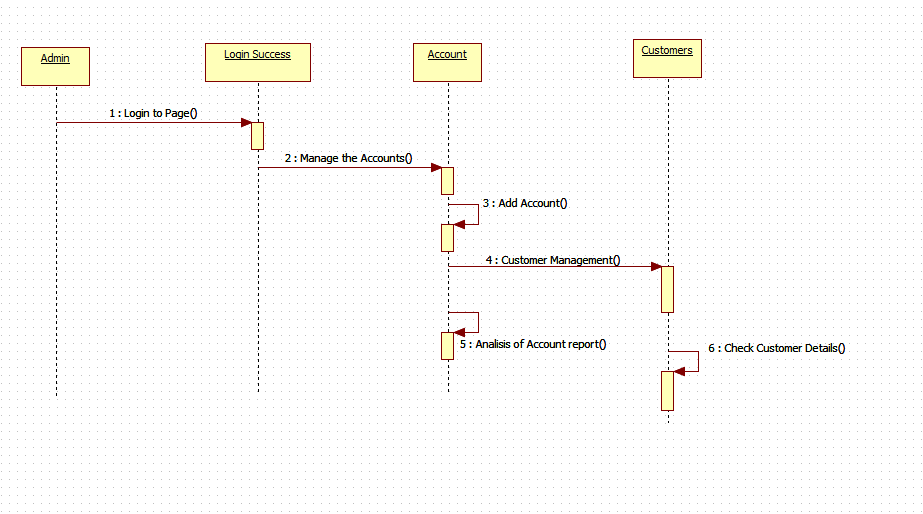 Admin
Login Success
Account
Customers
1 : Login to Page()
2 : Manage the Accounts()
3 : Add Account()
4 : Customer Management()
5 : Analisis of Account report()
6 : Check Customer Details()